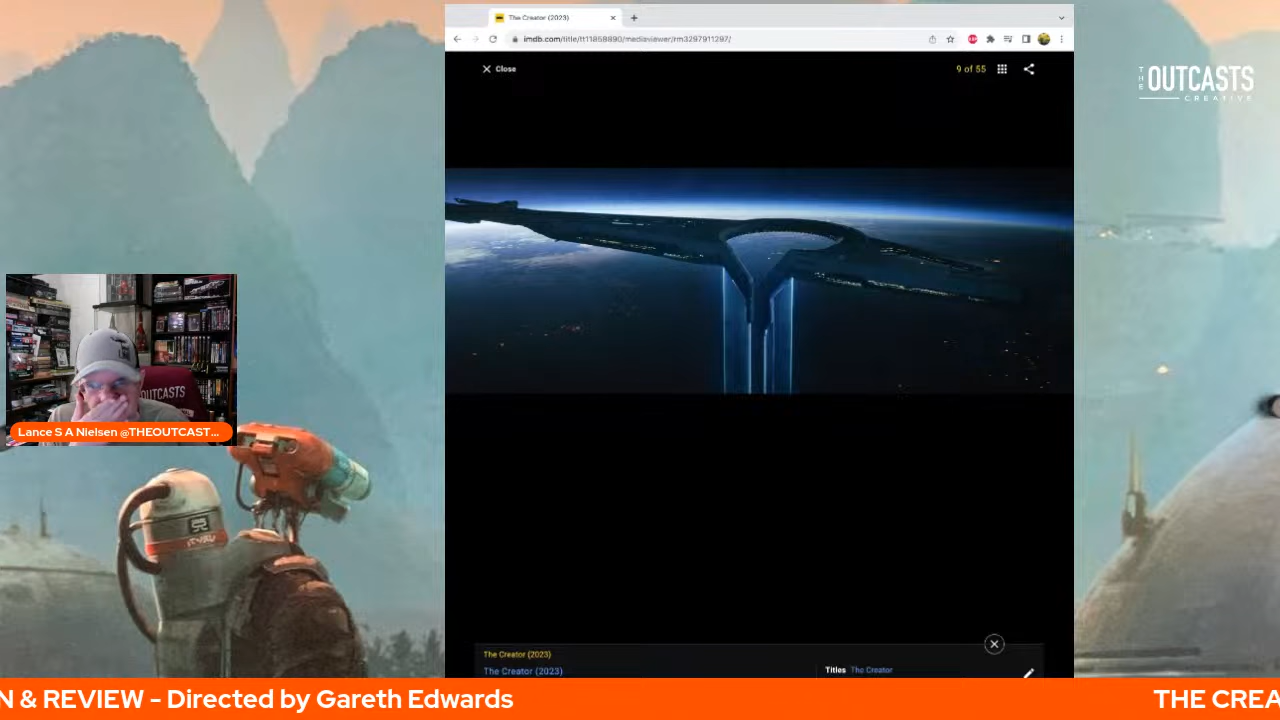 The Creator (2023)
imdb.com/title/tt11858890/mediaviewer/rm3297911297/
Close
9 of 55
THE OUTCASTS
CREATIVE
OUTCASTS
Lance S A Nielsen @THEOUTCAST...
The Creator (2023)
The Creator (2023)
Titles The Creator
N & REVIEW - Directed by Gareth Edwards
THE CREA